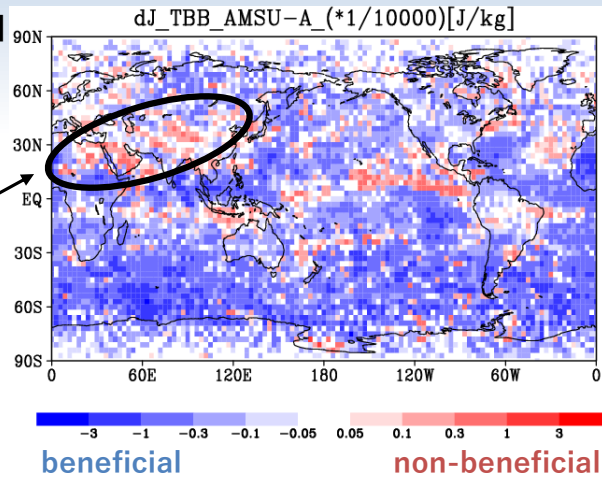 dJ_TBB_AMSU-A_(*1/10000)[J/kg]
90N
60N
30N
EQ
30S
60S
90S
0 60E 120E 180 120W 60W 0
-3 -1 -0.3 -0.1 -0.05 0.05 0.1 0.3 1 3
beneficial non-beneficial